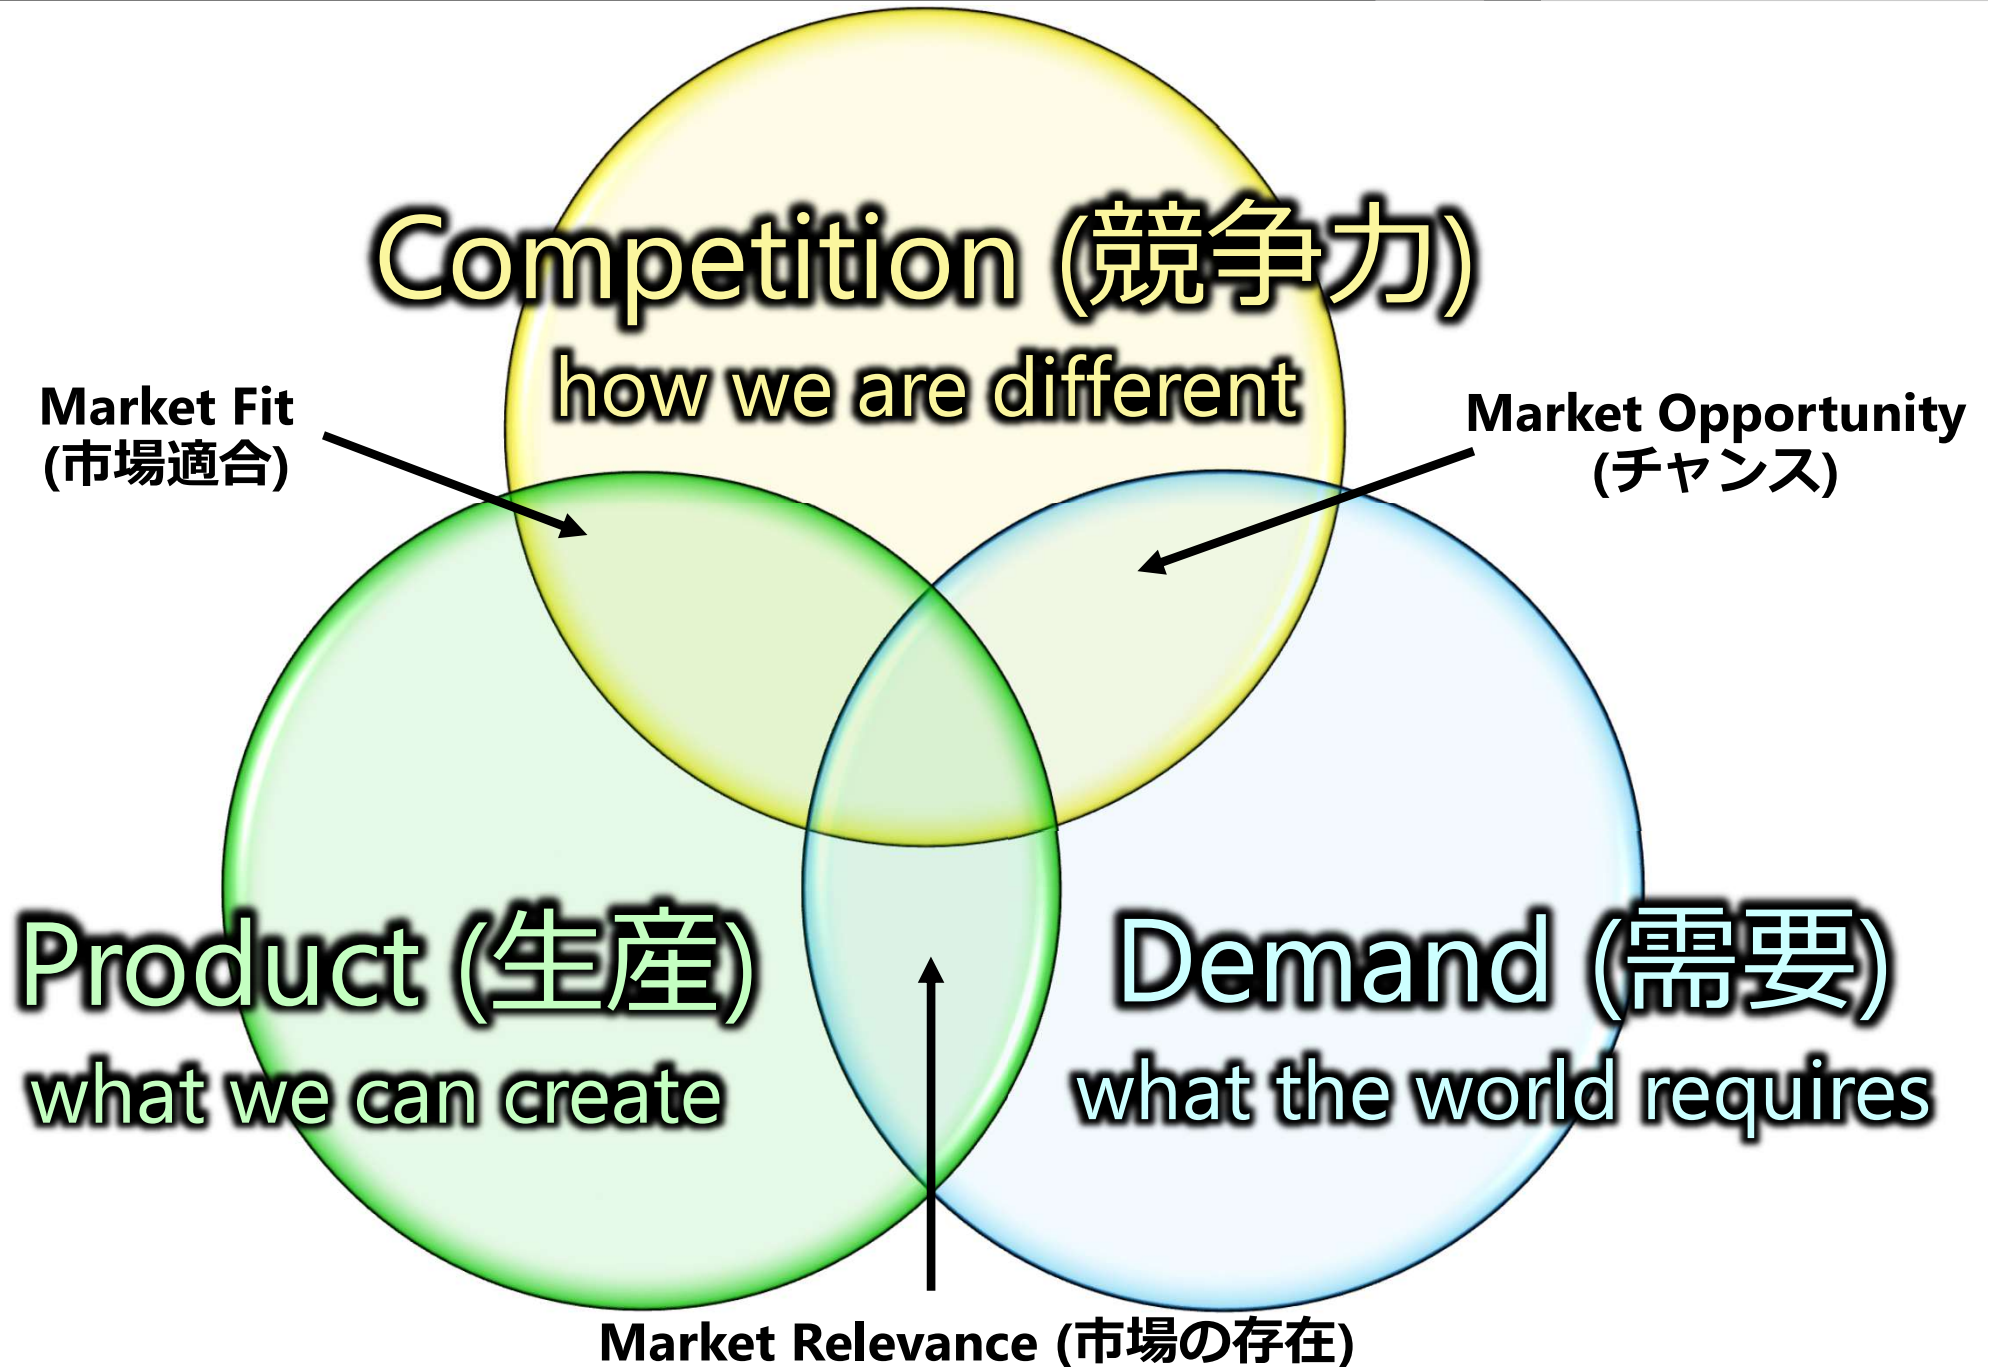 Competition (競争力)
how we are different
Market Fit
(市場適合)
Market Opportunity
(チャンス)
Product (生産)
what we can create
Demand (需要)
what the world requires
Market Relevance (市場の存在)